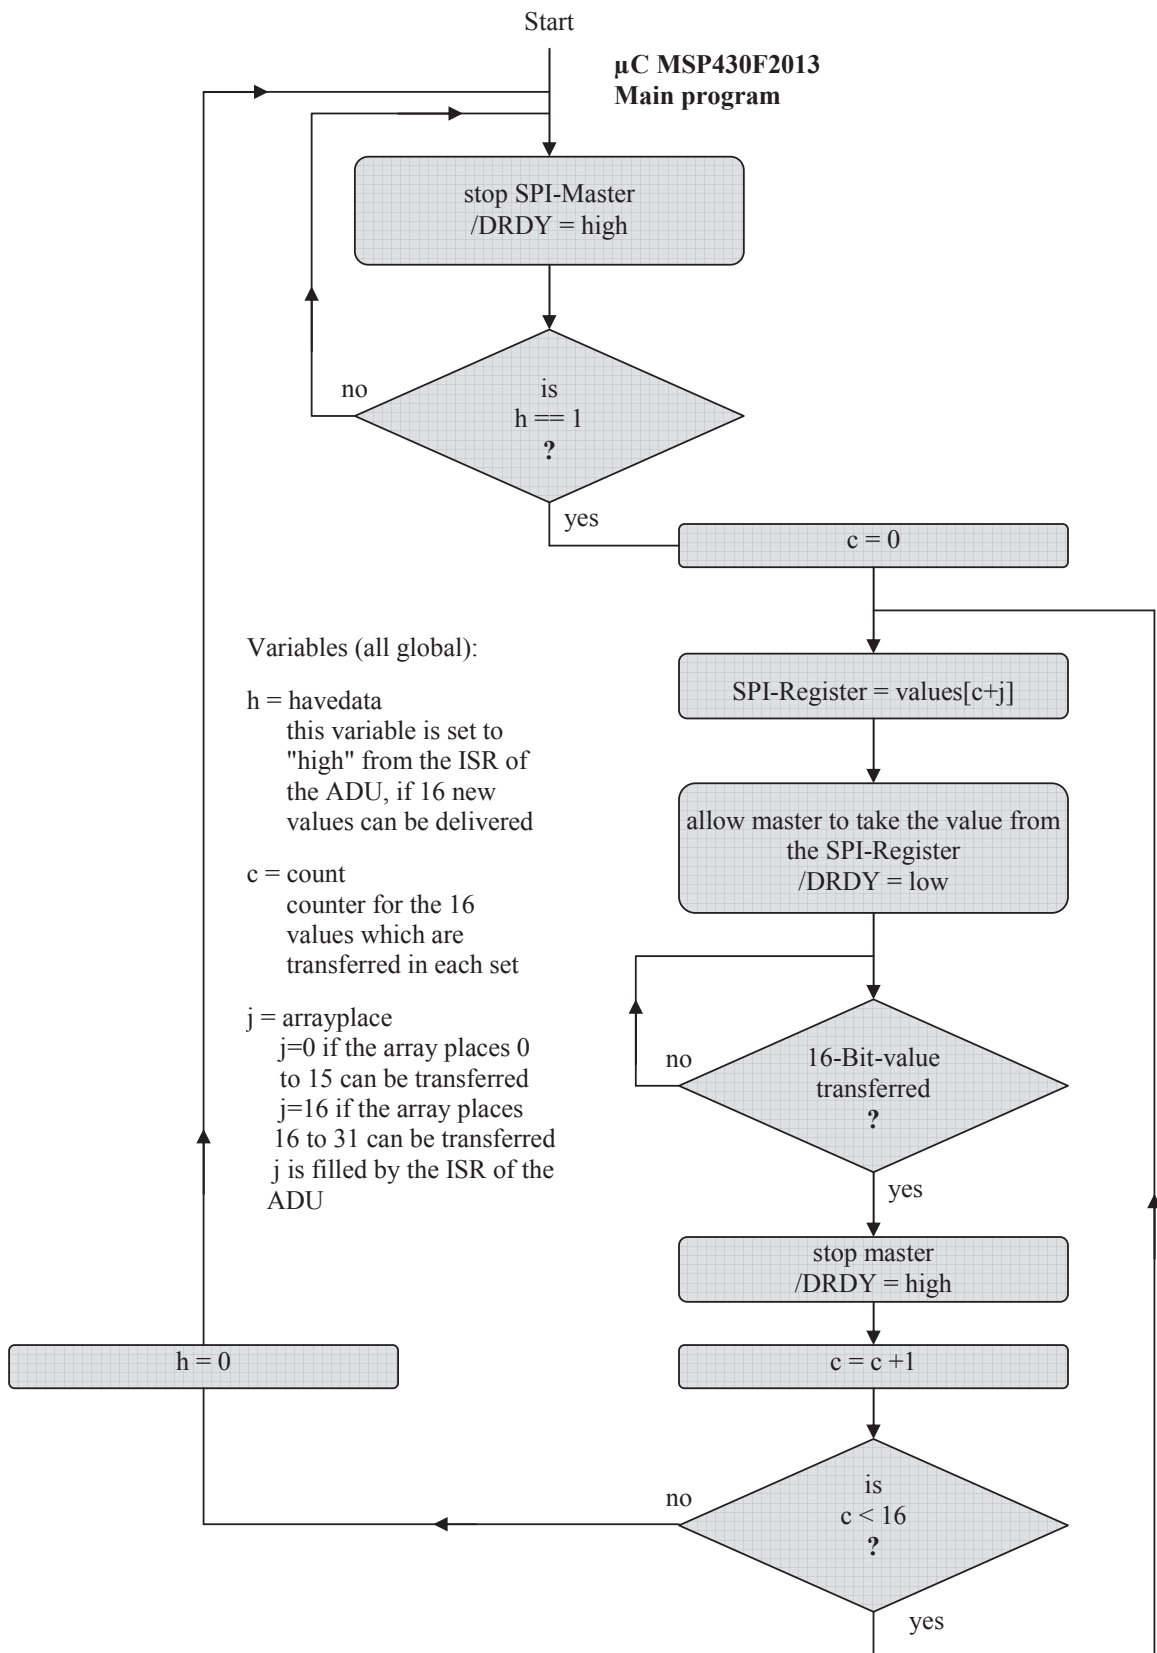 Start
µC MSP430F2013
Main program
stop SPI-Master
/DRDY = high
no
is
h == 1
?
yes
c = 0
Variables (all global):
h = havedata
this variable is set to
"high" from the ISR of
the ADU, if 16 new
values can be delivered
c = count
counter for the 16
values which are
transferred in each set
j = arrayplace
j=0 if the array places 0
to 15 can be transferred
j=16 if the array places
16 to 31 can be transferred
j is filled by the ISR of the
ADU
SPI-Register = values[c+j]
allow master to take the value from
the SPI-Register
/DRDY = low
no
16-Bit-value
transferred
?
yes
stop master
/DRDY = high
h = 0
c = c +1
no
is
c < 16
?
yes